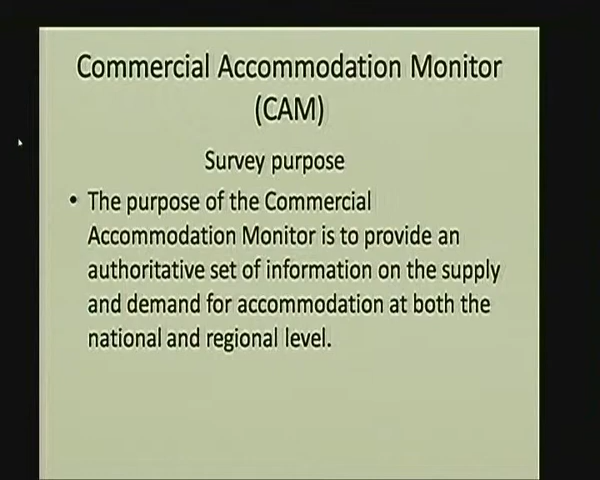 Commercial Accommodation Monitor
(CAM)
Survey purpose
• The purpose of the Commercial
Accommodation Monitor is to provide an
authoritative set of information on the supply
and demand for accommodation at both the
national and regional level.